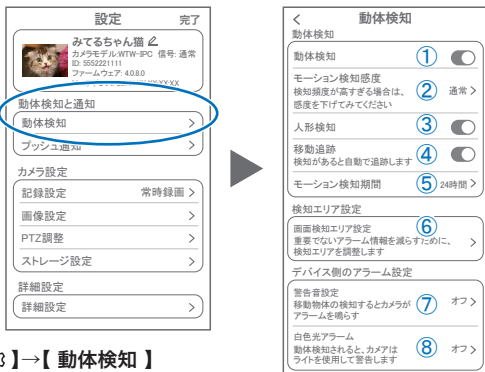 設定
完了
みてるちゃん猫
カメラモデル:WTW-IPC 信号: 通常
ID: 5552221111
ファームウェア: 4.0.8.0
動体検知と通知
動体検知
プッシュ通知
カメラ設定
記録設定 常時録画
画像設定
PTZ調整
ストレージ設定
詳細設定
詳細設定
】→【 動体検知 】
動体検知
動体検知
動体検知 ①
モーション検知感度
検知頻度が高すぎる場合は、 ② 通常
感度を下げてみてください
人形検知 ③
移動追跡
検知があると自動で追跡します ④
モーション検知期間 ⑤ 24時間
検知エリア設定
画面検知エリア設定 ⑥
重要でないアラーム情報を減らすために、
検知エリアを調整します
デバイス側のアラーム設定
警告音設定
移動物体の検知するとカメラが ⑦ オフ
アラームを鳴らす
白色光アラーム
動体検知されると、カメアは ⑧ オフ
ライトを使用して警告します